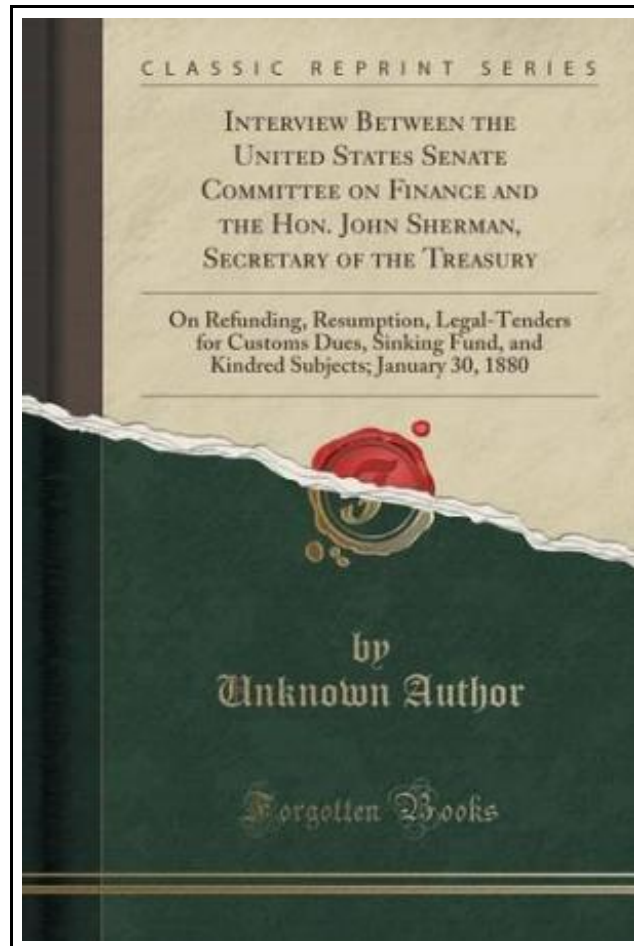 CLASSIC REPRINT SERIES
INTERVIEW BETWEEN THE
UNITED STATES SENATE
COMMITTEE ON FINANCE AND
THE HON. JOHN SHERMAN,
SECRETARY OF THE TREASURY
On Refunding, Resumption, Legal-Tenders
for Customs Dues, Sinking Fund, and
Kindred Subjects; January 30, 1880
F
by
Unknown Author
Forgotten Books